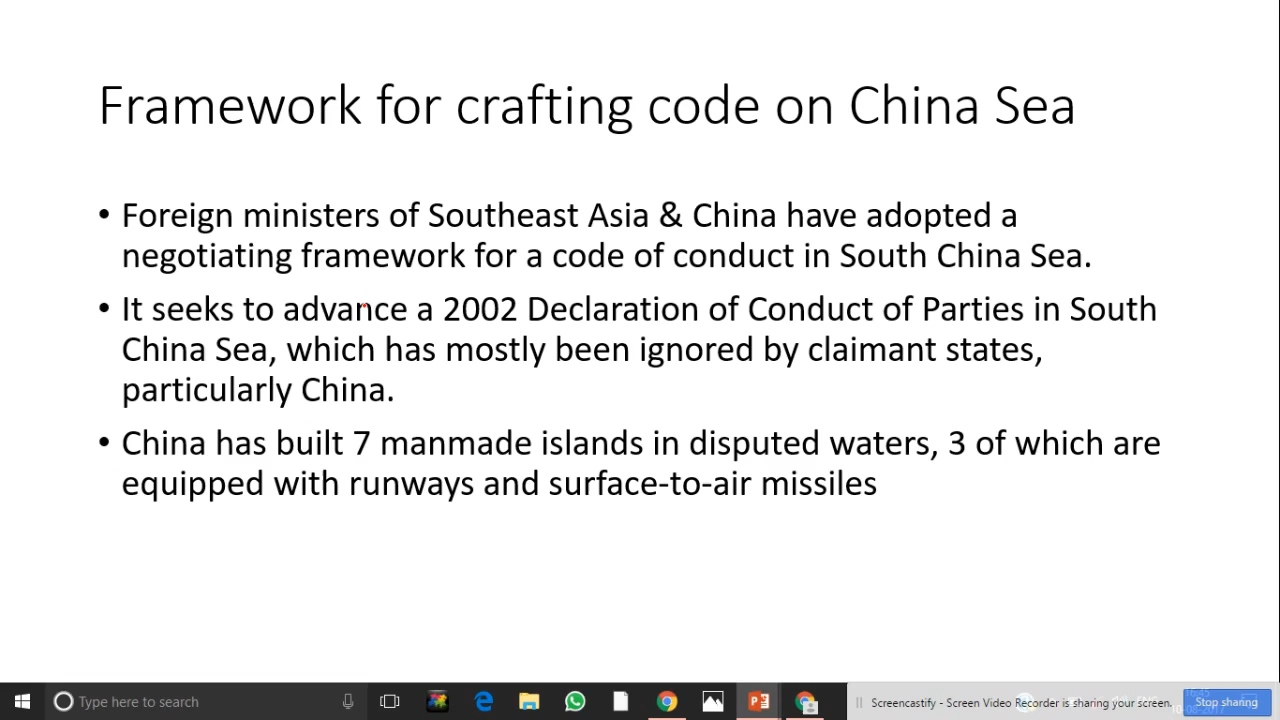 Framework for crafting code on China Sea
• Foreign ministers of Southeast Asia & China have adopted a
negotiating framework for a code of conduct in South China Sea.
• It seeks to advance a 2002 Declaration of Conduct of Parties in South
China Sea, which has mostly been ignored by claimant states,
particularly China.
• China has built 7 manmade islands in disputed waters, 3 of which are
equipped with runways and surface-to-air missiles
Type here to search
Screencastify - Screen Video Recorder is sharing your screen.
Stop sharing
ENG
16:45